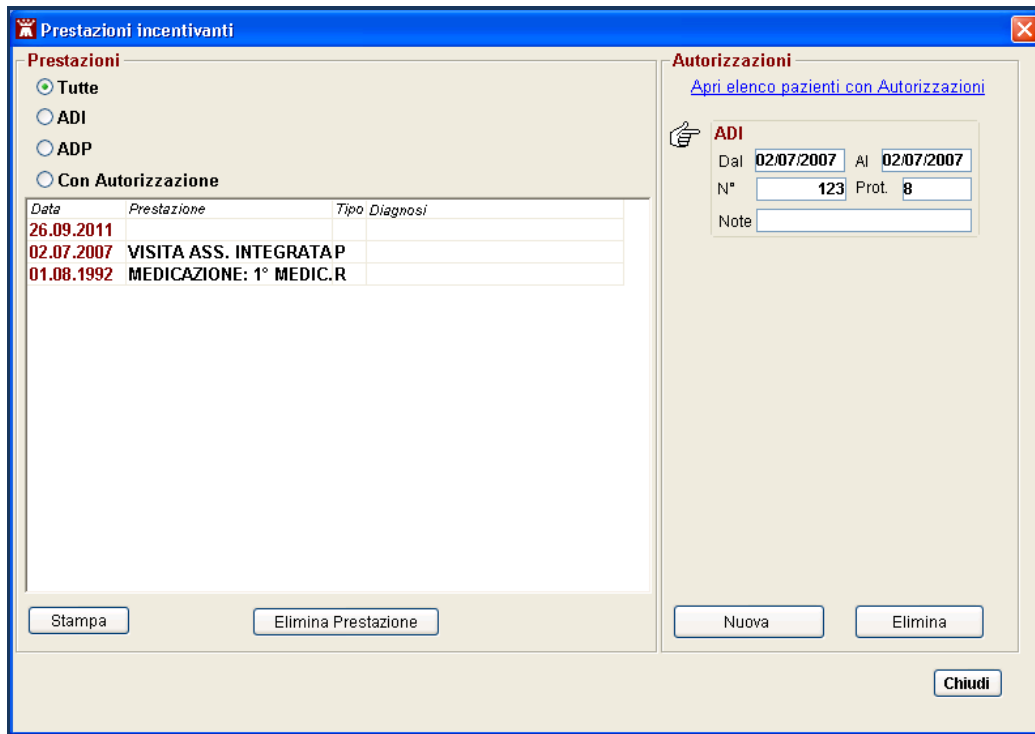 Prestazioni incentivanti
Prestazioni
Tutte
ADI
ADP
Con Autorizzazione
Data Prestazione Tipo Diagnosi
26.09.2011
02.07.2007 VISITA ASS. INTEGRATA P
01.08.1992 MEDICAZIONE: 1° MEDIC. R
Stampa Elimina Prestazione
Autorizzazioni
Apri elenco pazienti con Autorizzazioni
ADI
Dal 02/07/2007 Al 02/07/2007
N° 123 Prot. 8
Note
Nuova Elimina
Chiudi